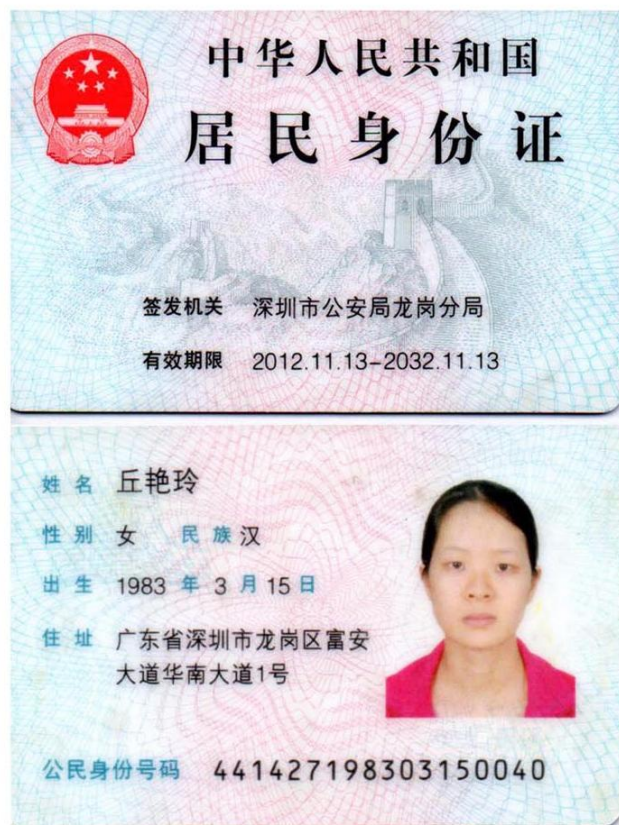 中华人民共和国
居民身份证
签发机关 深圳市公安局龙岗分局
有效期限 2012.11.13-2032.11.13
姓名 丘艳玲
性别 女 民族 汉
出生 1983 年 3 月 15 日
住址 广东省深圳市龙岗区富安
大道华南大道1号
公民身份号码 441427198303150040